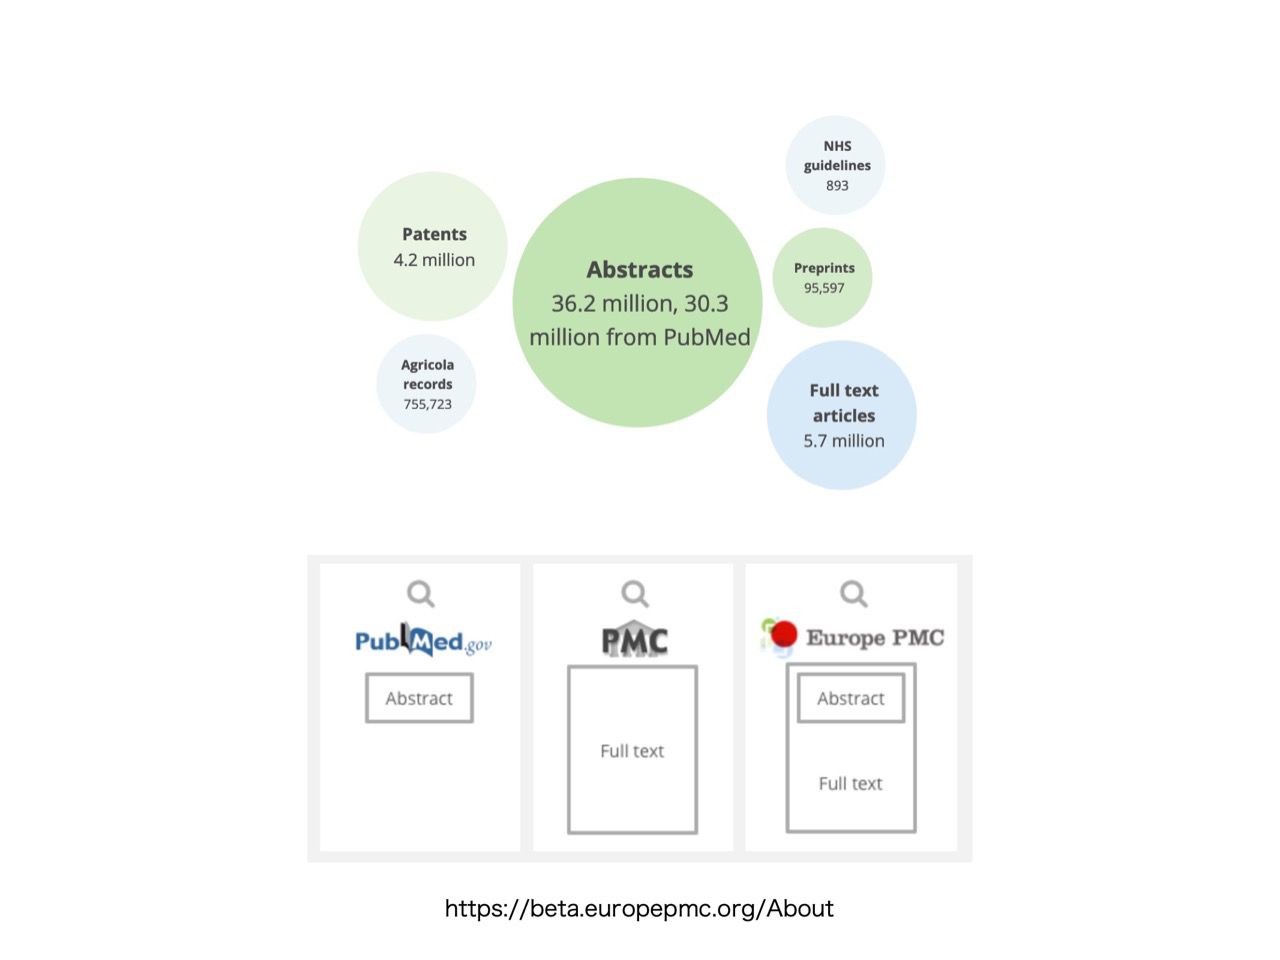 NHS
guidelines
893
Patents
4.2 million
Abstracts
36.2 million, 30.3
million from PubMed
Preprints
95,597
Agricola
records
755,723
Full text
articles
5.7 million
PubMed.gov
Abstract
PMC
Full text
Europe PMC
Abstract
Full text
https://beta.europepmc.org/About